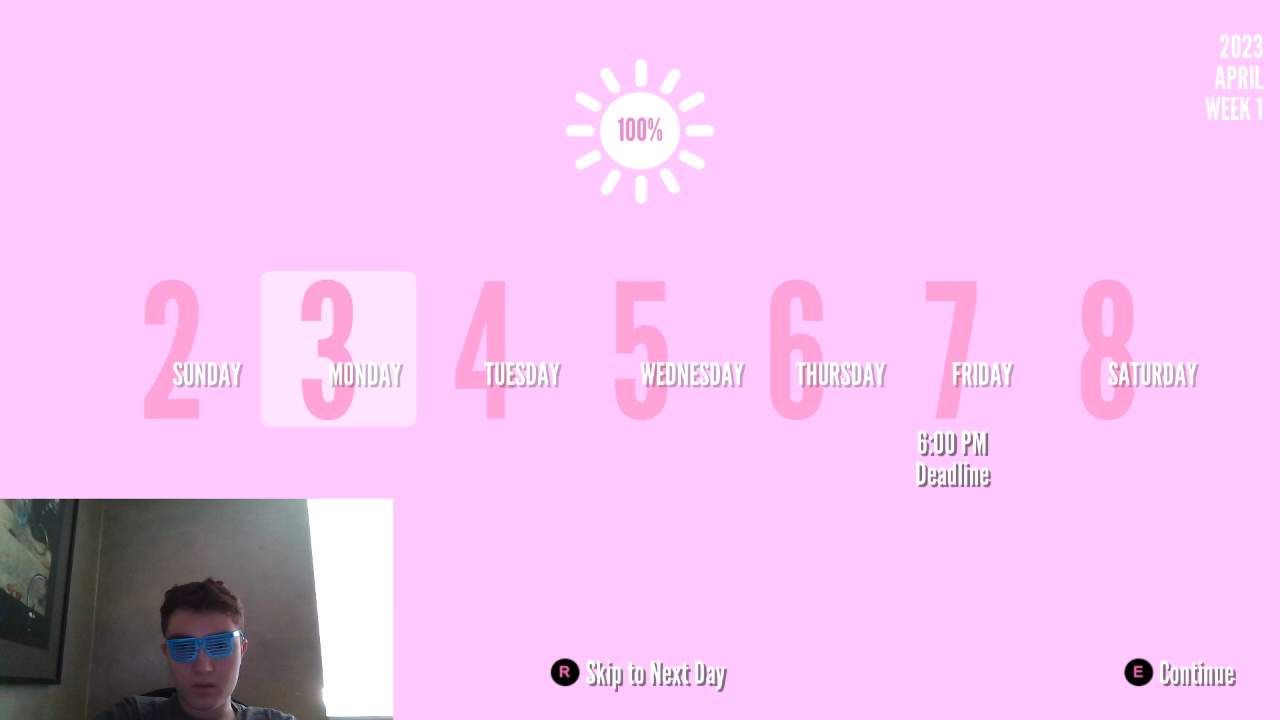 2023
APRIL
WEEK 1
100%
2 SUNDAY
3 MONDAY
4 TUESDAY
5 WEDNESDAY
6 THURSDAY
7 FRIDAY
8 SATURDAY
6:00 PM
Deadline
R Skip to Next Day
E Continue